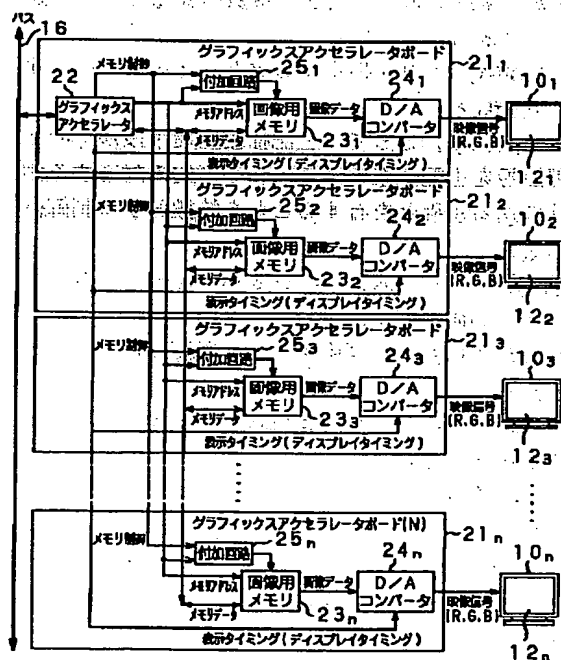 バス
16
グラフィックスアクセラレータボード
21₁
メモリ制御
22
グラフィックス
アクセラレータ
付加回路
25₁
メモリアドレス
メモリデータ
画像用
メモリ
23₁
画像データ
24₁
D/A
コンバータ
映像信号
(R,G,B)
10₁
12₁
表示タイミング(ディスプレイタイミング)
グラフィックスアクセラレータボード
21₂
メモリ制御
付加回路
25₂
メモリアドレス
メモリデータ
画像用
メモリ
23₂
画像データ
24₂
D/A
コンバータ
映像信号
(R,G,B)
10₂
12₂
表示タイミング(ディスプレイタイミング)
グラフィックスアクセラレータボード
21₃
メモリ制御
付加回路
25₃
メモリアドレス
メモリデータ
画像用
メモリ
23₃
画像データ
24₃
D/A
コンバータ
映像信号
(R,G,B)
10₃
12₃
表示タイミング(ディスプレイタイミング)
グラフィックスアクセラレータボード(N)
21ₙ
メモリ制御
付加回路
25ₙ
メモリアドレス
メモリデータ
画像用
メモリ
23ₙ
画像データ
24ₙ
D/A
コンバータ
映像信号
(R,G,B)
10ₙ
12ₙ
表示タイミング(ディスプレイタイミング)